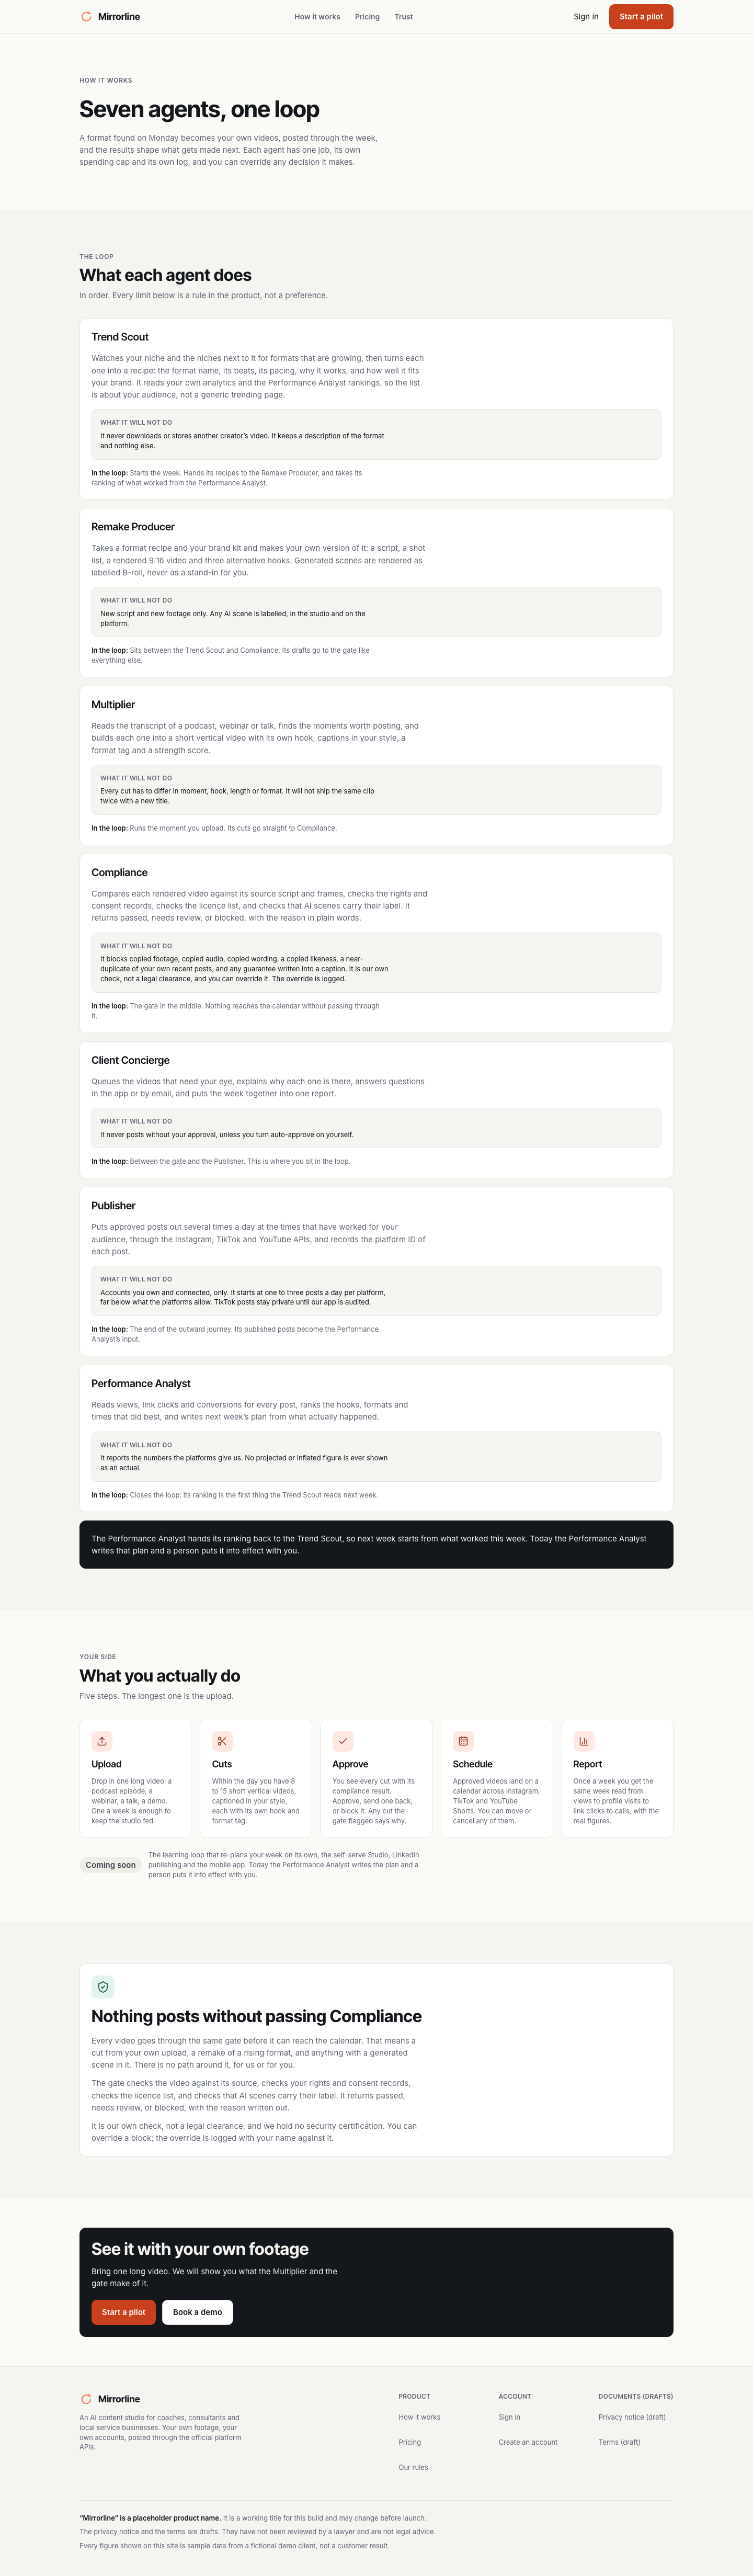 Mirrorline
How it works
Pricing
Trust
Sign in
Start a pilot
HOW IT WORKS
Seven agents, one loop
A format found on Monday becomes your own videos, posted through the week,
and the results shape what gets made next. Each agent has one job, its own
spending cap and its own log, and you can override any decision it makes.
THE LOOP
What each agent does
In order. Every limit below is a rule in the product, not a preference.
Trend Scout
Watches your niche and the niches next to it for formats that are growing, then turns each
one into a recipe: the format name, its beats, its pacing, why it works, and how well it fits
your brand. It reads your own analytics and the Performance Analyst rankings, so the list
is about your audience, not a generic trending page.
WHAT IT WILL NOT DO
It never downloads or stores another creator's video. It keeps a description of the format
and nothing else.
In the loop: Starts the week. Hands its recipes to the Remake Producer, and takes its
ranking of what worked from the Performance Analyst.
Remake Producer
Takes a format recipe and your brand kit and makes your own version of it: a script, a shot
list, a rendered 9:16 video and three alternative hooks. Generated scenes are rendered as
labelled B-roll, never as a stand-in for you.
WHAT IT WILL NOT DO
New script and new footage only. Any AI scene is labelled, in the studio and on the
platform.
In the loop: Sits between the Trend Scout and Compliance. Its drafts go to the gate like
everything else.
Multiplier
Reads the transcript of a podcast, webinar or talk, finds the moments worth posting, and
builds each one into a short vertical video with its own hook, captions in your style, a
format tag and a strength score.
WHAT IT WILL NOT DO
Every cut has to differ in moment, hook, length or format. It will not ship the same clip
twice with a new title.
In the loop: Runs the moment you upload. Its cuts go straight to Compliance.
Compliance
Compares each rendered video against its source script and frames, checks the rights and
consent records, checks the licence list, and checks that AI scenes carry their label. It
returns passed, needs review, or blocked, with the reason in plain words.
WHAT IT WILL NOT DO
It blocks copied footage, copied audio, copied wording, a copied likeness, a near-
duplicate of your own recent posts, and any guarantee written into a caption. It is our own
check, not a legal clearance, and you can override it. The override is logged.
In the loop: The gate in the middle. Nothing reaches the calendar without passing through
it.
Client Concierge
Queues the videos that need your eye, explains why each one is there, answers questions
in the app or by email, and puts the week together into one report.
WHAT IT WILL NOT DO
It never posts without your approval, unless you turn auto-approve on yourself.
In the loop: Between the gate and the Publisher. This is where you sit in the loop.
Publisher
Puts approved posts out several times a day at the times that have worked for your
audience, through the Instagram, TikTok and YouTube APIs, and records the platform ID of
each post.
WHAT IT WILL NOT DO
Accounts you own and connected, only. It starts at one to three posts a day per platform,
far below what the platforms allow. TikTok posts stay private until our app is audited.
In the loop: The end of the outward journey. Its published posts become the Performance
Analyst's input.
Performance Analyst
Reads views, link clicks and conversions for every post, ranks the hooks, formats and
times that did best, and writes next week's plan from what actually happened.
WHAT IT WILL NOT DO
It reports the numbers the platforms give us. No projected or inflated figure is ever shown
as an actual.
In the loop: Closes the loop: its ranking is the first thing the Trend Scout reads next week.
The Performance Analyst hands its ranking back to the Trend Scout, so next week starts from what worked this week. Today the Performance Analyst
writes that plan and a person puts it into effect with you.
YOUR SIDE
What you actually do
Five steps. The longest one is the upload.
Upload
Drop in one long video: a
podcast episode, a
webinar, a talk, a demo.
One a week is enough to
keep the studio fed.
Cuts
Within the day you have 8
to 15 short vertical videos,
captioned in your style,
each with its own hook and
format tag.
Approve
You see every cut with its
compliance result.
Approve, send one back,
or block it. Any cut the
gate flagged says why.
Schedule
Approved videos land on a
calendar across Instagram,
TikTok and YouTube
Shorts. You can move or
cancel any of them.
Report
Once a week you get the
same week read from
views to profile visits to
link clicks to calls, with the
real figures.
Coming soon
The learning loop that re-plans your week on its own, the self-serve Studio, LinkedIn
publishing and the mobile app. Today the Performance Analyst writes the plan and a
person puts it into effect with you.
Nothing posts without passing Compliance
Every video goes through the same gate before it can reach the calendar. That means a
cut from your own upload, a remake of a rising format, and anything with a generated
scene in it. There is no path around it, for us or for you.
The gate checks the video against its source, checks your rights and consent records,
checks the licence list, and checks that AI scenes carry their label. It returns passed,
needs review, or blocked, with the reason written out.
It is our own check, not a legal clearance, and we hold no security certification. You can
override a block; the override is logged with your name against it.
See it with your own footage
Bring one long video. We will show you what the Multiplier and the
gate make of it.
Start a pilot
Book a demo
Mirrorline
An AI content studio for coaches, consultants and
local service businesses. Your own footage, your
own accounts, posted through the official platform
APIs.
PRODUCT
How it works
Pricing
Our rules
ACCOUNT
Sign in
Create an account
DOCUMENTS (DRAFTS)
Privacy notice (draft)
Terms (draft)
“Mirrorline” is a placeholder product name. It is a working title for this build and may change before launch.
The privacy notice and the terms are drafts. They have not been reviewed by a lawyer and are not legal advice.
Every figure shown on this site is sample data from a fictional demo client, not a customer result.